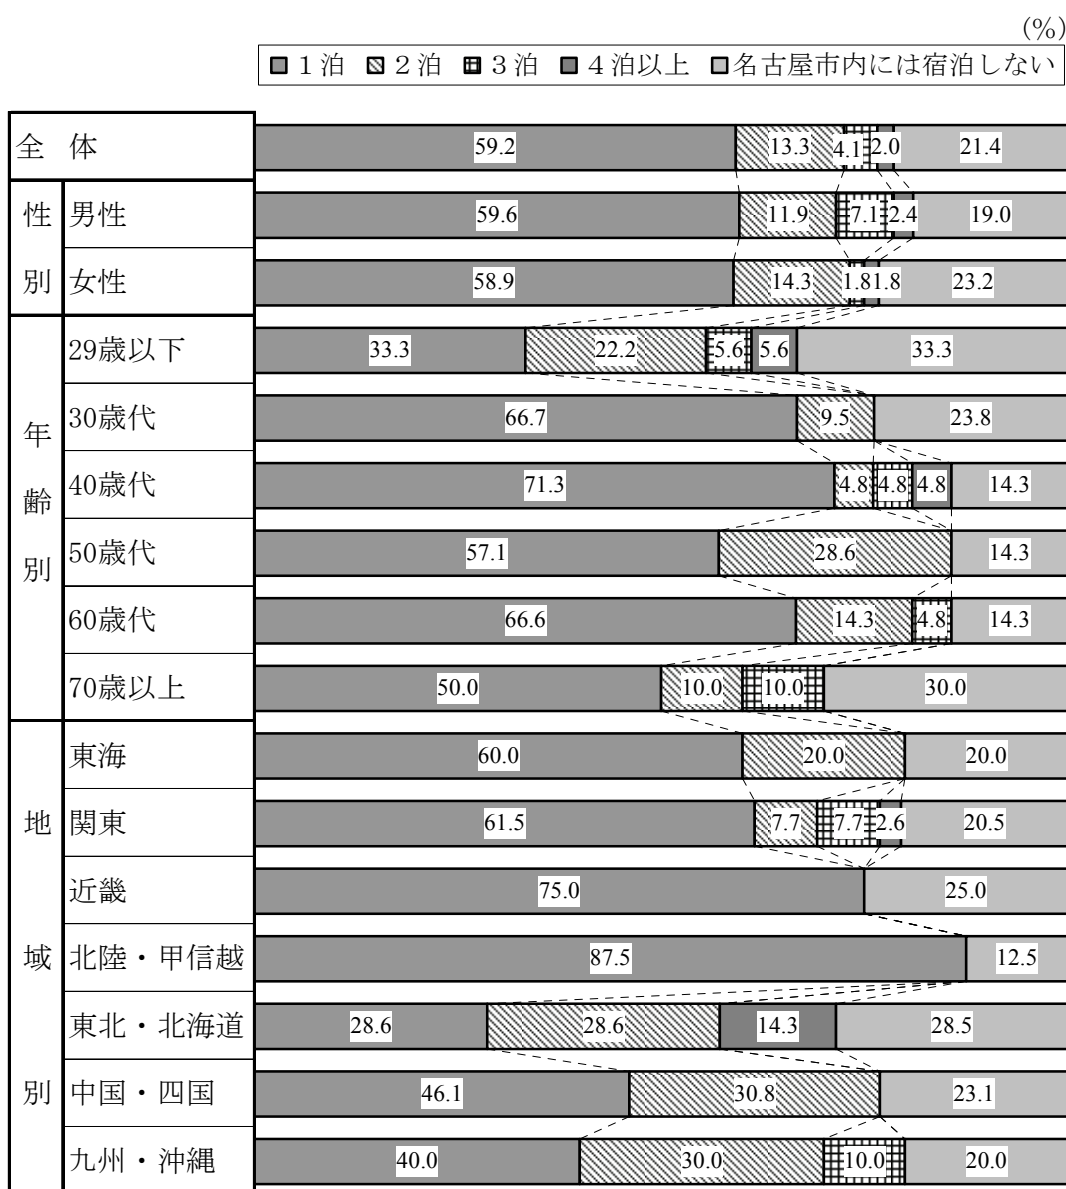 (%)
１泊 ２泊 ３泊 ４泊以上 名古屋市内には宿泊しない
全 体 59.2 13.3 4.1 2.0 21.4
性別
男性 59.6 11.9 7.1 2.4 19.0
女性 58.9 14.3 1.8 1.8 23.2
年齢別
29歳以下 33.3 22.2 5.6 5.6 33.3
30歳代 66.7 9.5 23.8
40歳代 71.3 4.8 4.8 4.8 14.3
50歳代 57.1 28.6 14.3
60歳代 66.6 14.3 4.8 14.3
70歳以上 50.0 10.0 10.0 30.0
地域別
東海 60.0 20.0 20.0
関東 61.5 7.7 7.7 2.6 20.5
近畿 75.0 25.0
北陸・甲信越 87.5 12.5
東北・北海道 28.6 28.6 14.3 28.5
中国・四国 46.1 30.8 23.1
九州・沖縄 40.0 30.0 10.0 20.0